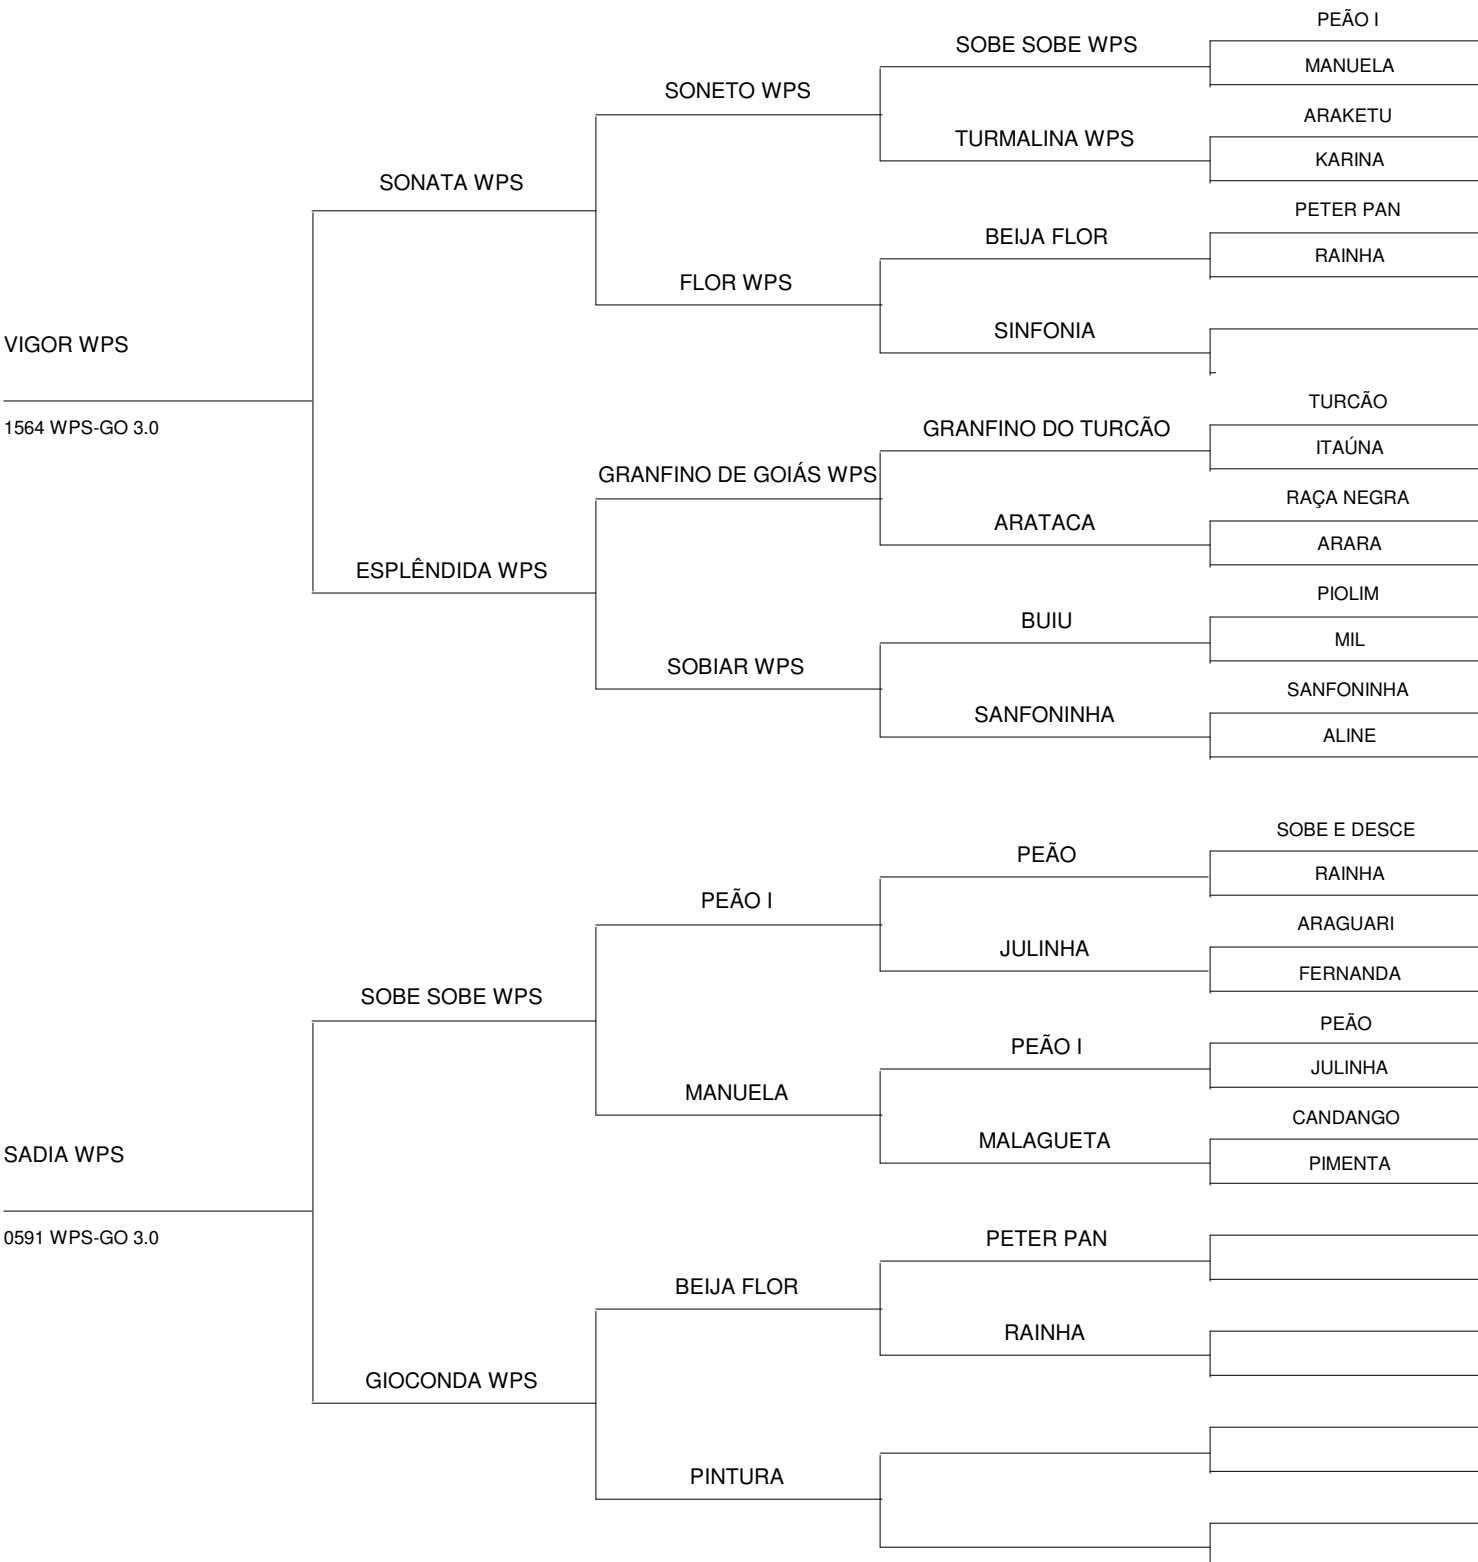 PEÃO I
SOBE SOBE WPS
MANUELA
SONETO WPS
ARAKETU
TURMALINA WPS
KARINA
SONATA WPS
PETER PAN
BEIJA FLOR
RAINHA
FLOR WPS
SINFONIA
VIGOR WPS
TURCÃO
1564 WPS-GO 3.0
GRANFINO DO TURCÃO
ITAÚNA
GRANFINO DE GOIÁS WPS
RAÇA NEGRA
ARATACA
ARARA
ESPLÊNDIDA WPS
PIOLIM
BUIU
MIL
SOBIAR WPS
SANFONINHA
SANFONINHA
ALINE
SOBE E DESCE
PEÃO
RAINHA
PEÃO I
ARAGUARI
JULINHA
FERNANDA
SOBE SOBE WPS
PEÃO
PEÃO I
JULINHA
MANUELA
CANDANGO
MALAGUETA
PIMENTA
SADIA WPS
0591 WPS-GO 3.0
PETER PAN
BEIJA FLOR
RAINHA
GIOCONDA WPS
PINTURA